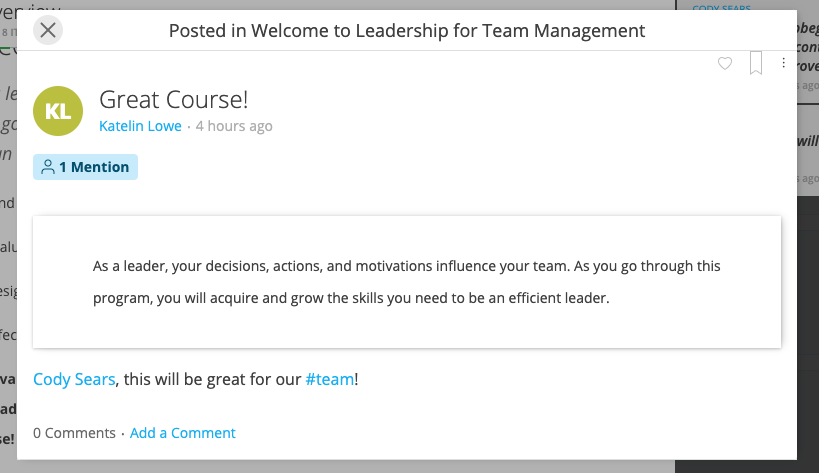 Posted in Welcome to Leadership for Team Management
KL
Great Course!
Katelin Lowe · 4 hours ago
1 Mention
As a leader, your decisions, actions, and motivations influence your team. As you go through this
program, you will acquire and grow the skills you need to be an efficient leader.
Cody Sears, this will be great for our #team!
0 Comments · Add a Comment
CODY SEARS
will